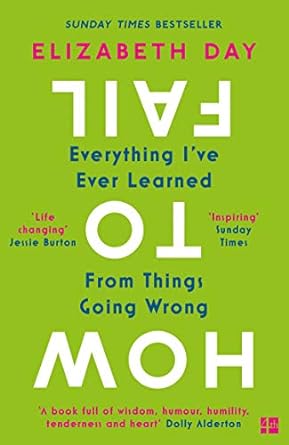 SUNDAY TIMES BESTSELLER
ELIZABETH DAY
FAIL
Everything I've
Ever Learned
'Life
changing'
Jessie Burton
TO
'Inspiring'
Sunday
Times
From Things
Going Wrong
HOW
'A book full of wisdom, humour, humility,
tenderness and heart' Dolly Alderton
4th